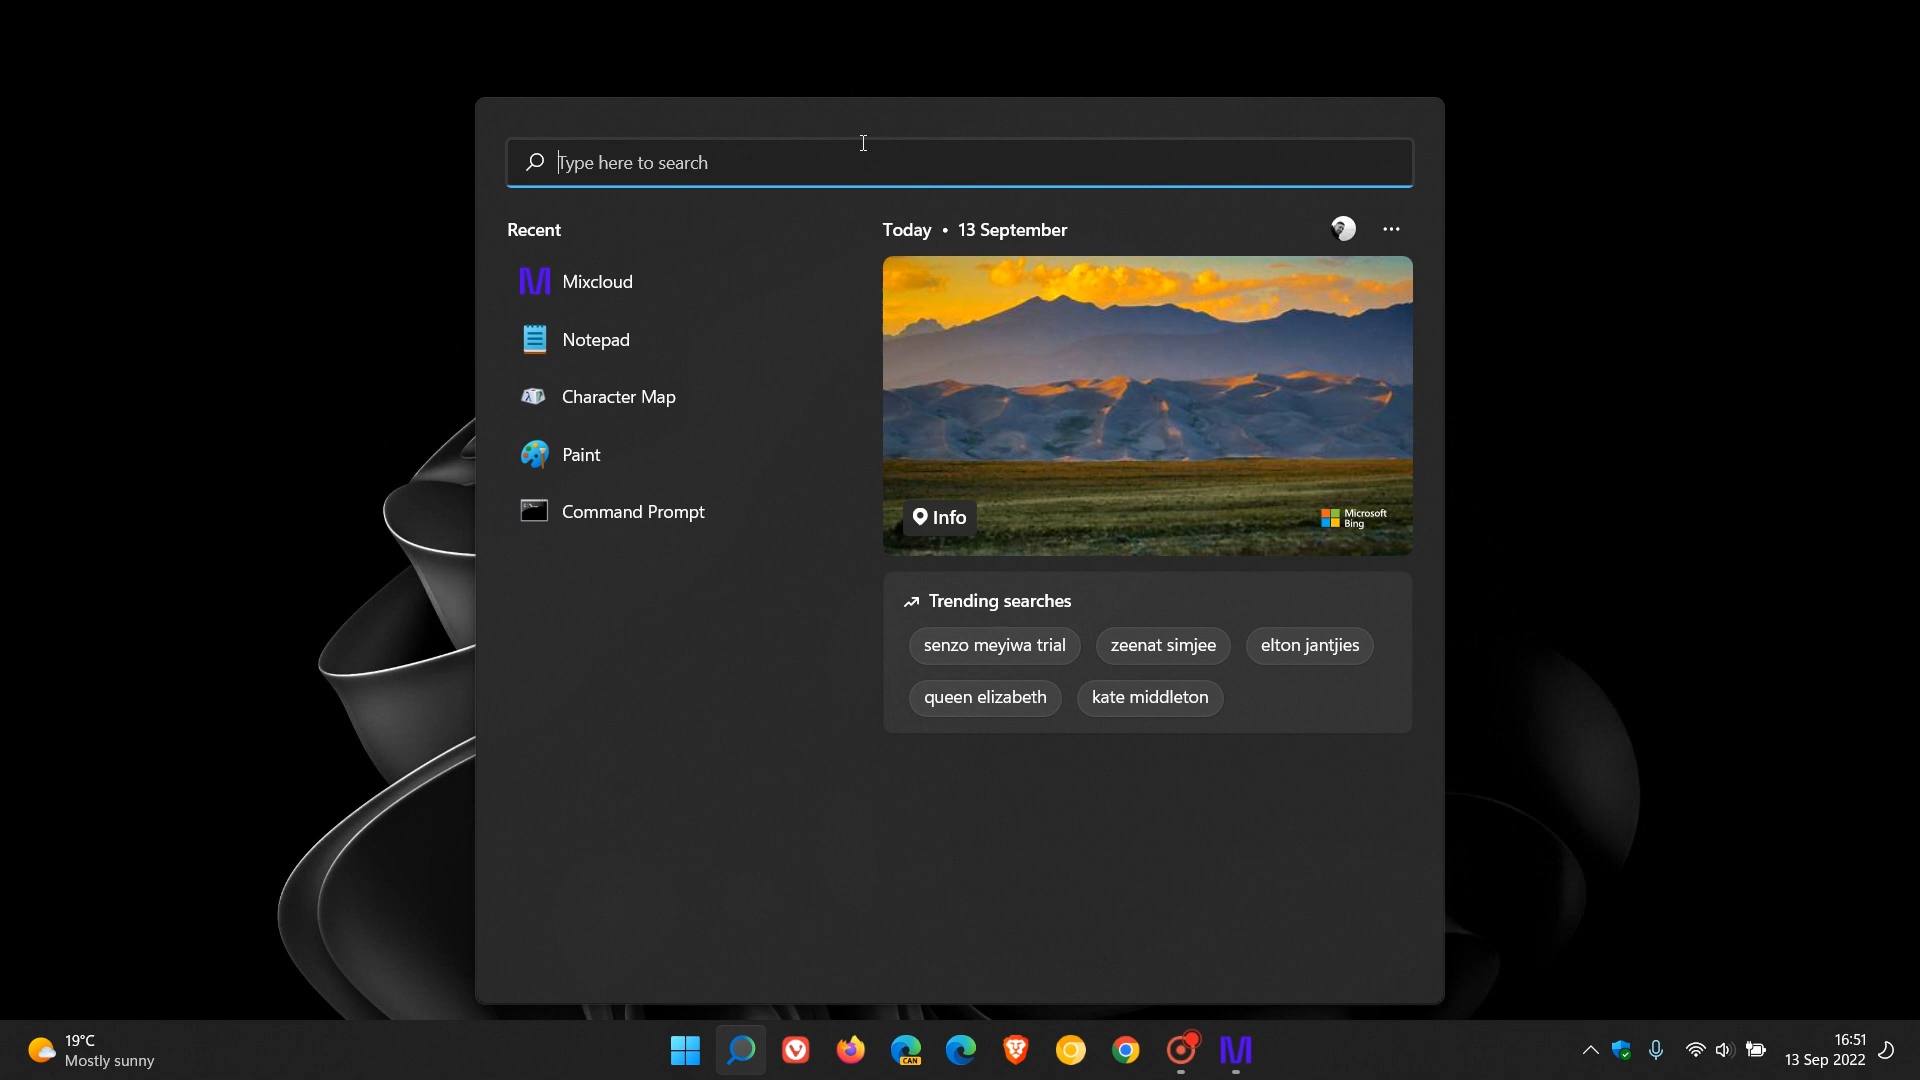 Type here to search
Recent
Mixcloud
Notepad
Character Map
Paint
Command Prompt
Today • 13 September
Info
Microsoft
Bing
Trending searches
senzo meyiwa trial
zeenat simjee
elton jantjies
queen elizabeth
kate middleton
19°C
Mostly sunny
CAN
16:51
13 Sep 2022